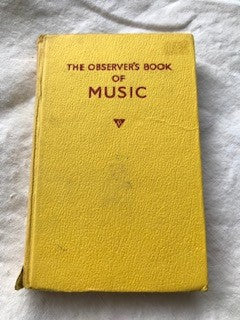 THE OBSERVER'S BOOK
OF
MUSIC